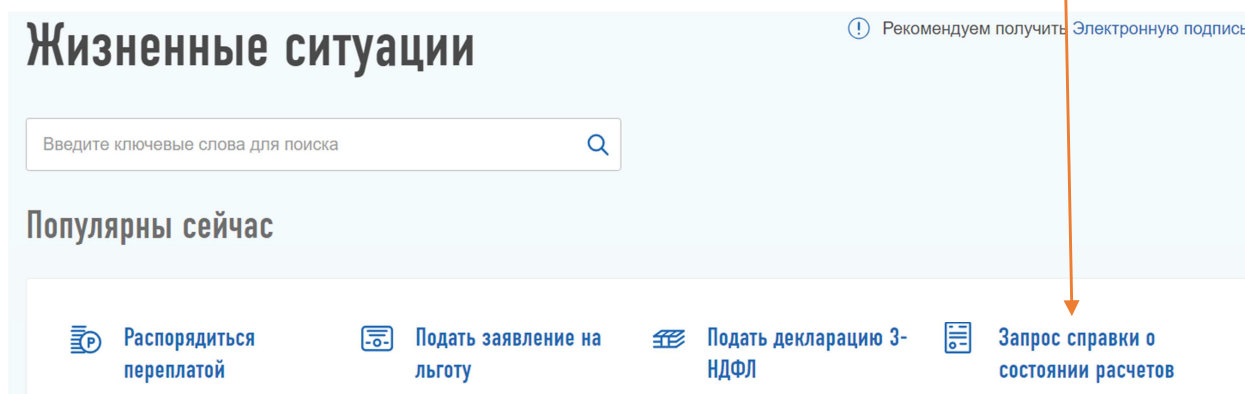 Жизненные ситуации
Рекомендуем получить Электронную подпись
Введите ключевые слова для поиска
Популярны сейчас
Распорядиться
переплатой
Подать заявление на
льготу
Подать декларацию 3-
НДФЛ
Запрос справки о
состоянии расчетов